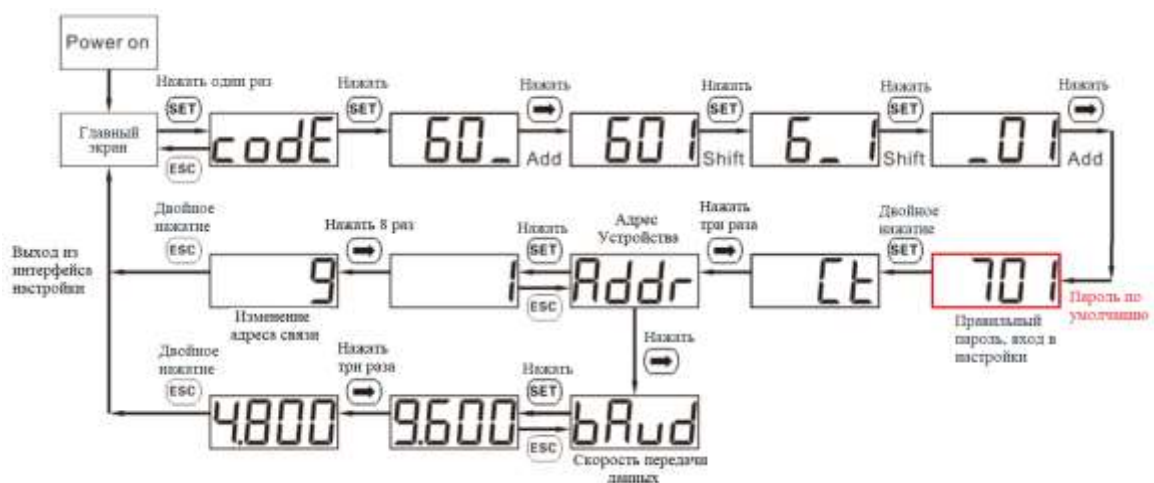 Power on
Нажать один раз
Нажать
Нажать
Нажать
Нажать
Нажать
SET
SET
SET
SET
Главный
экран
codE
60_
601
6_1
_01
ESC
Add
Shift
Shift
Add
Двойное
нажатие
Нажать 8 раз
Нажать
Адрес
Устройства
Нажать
три раза
Двойное
нажатие
ESC
SET
SET
Выход из
интерфейса
настройки
9
1
Addr
Ct
701
ESC
Пароль по
умолчанию
Изменение
адреса связи
Правильный
пароль, вход в
настройки
Нажать
Двойное
нажатие
Нажать
три раза
Нажать
ESC
SET
4.800
9.600
bAud
ESC
Скорость передачи
данных